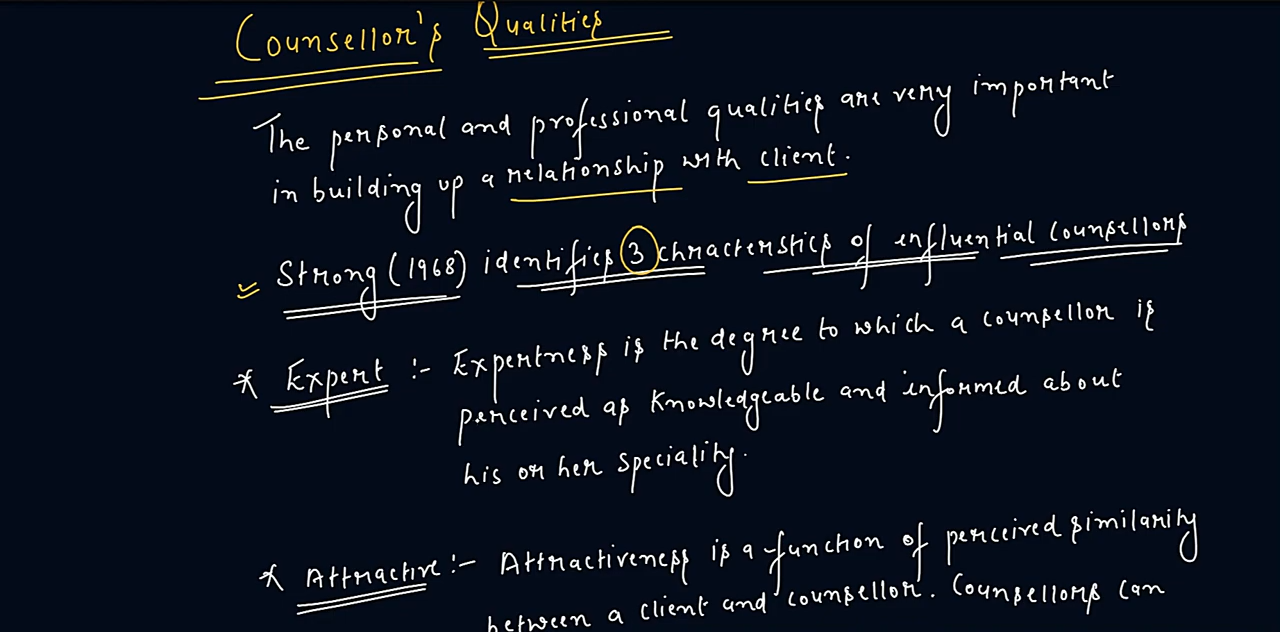 Counsellor's Qualities
The personal and professional qualities are very important
in building up a relationship with client.
Strong (1968) identifies 3 chracterstics of influential counsellors
* Expert :- Expertness is the degree to which a counsellor is
perceived as knowledgeable and informed about
his or her speciality.
* Attractive :- Attractiveness is a function of perceived similarity
between a client and counsellor. Counsellors can